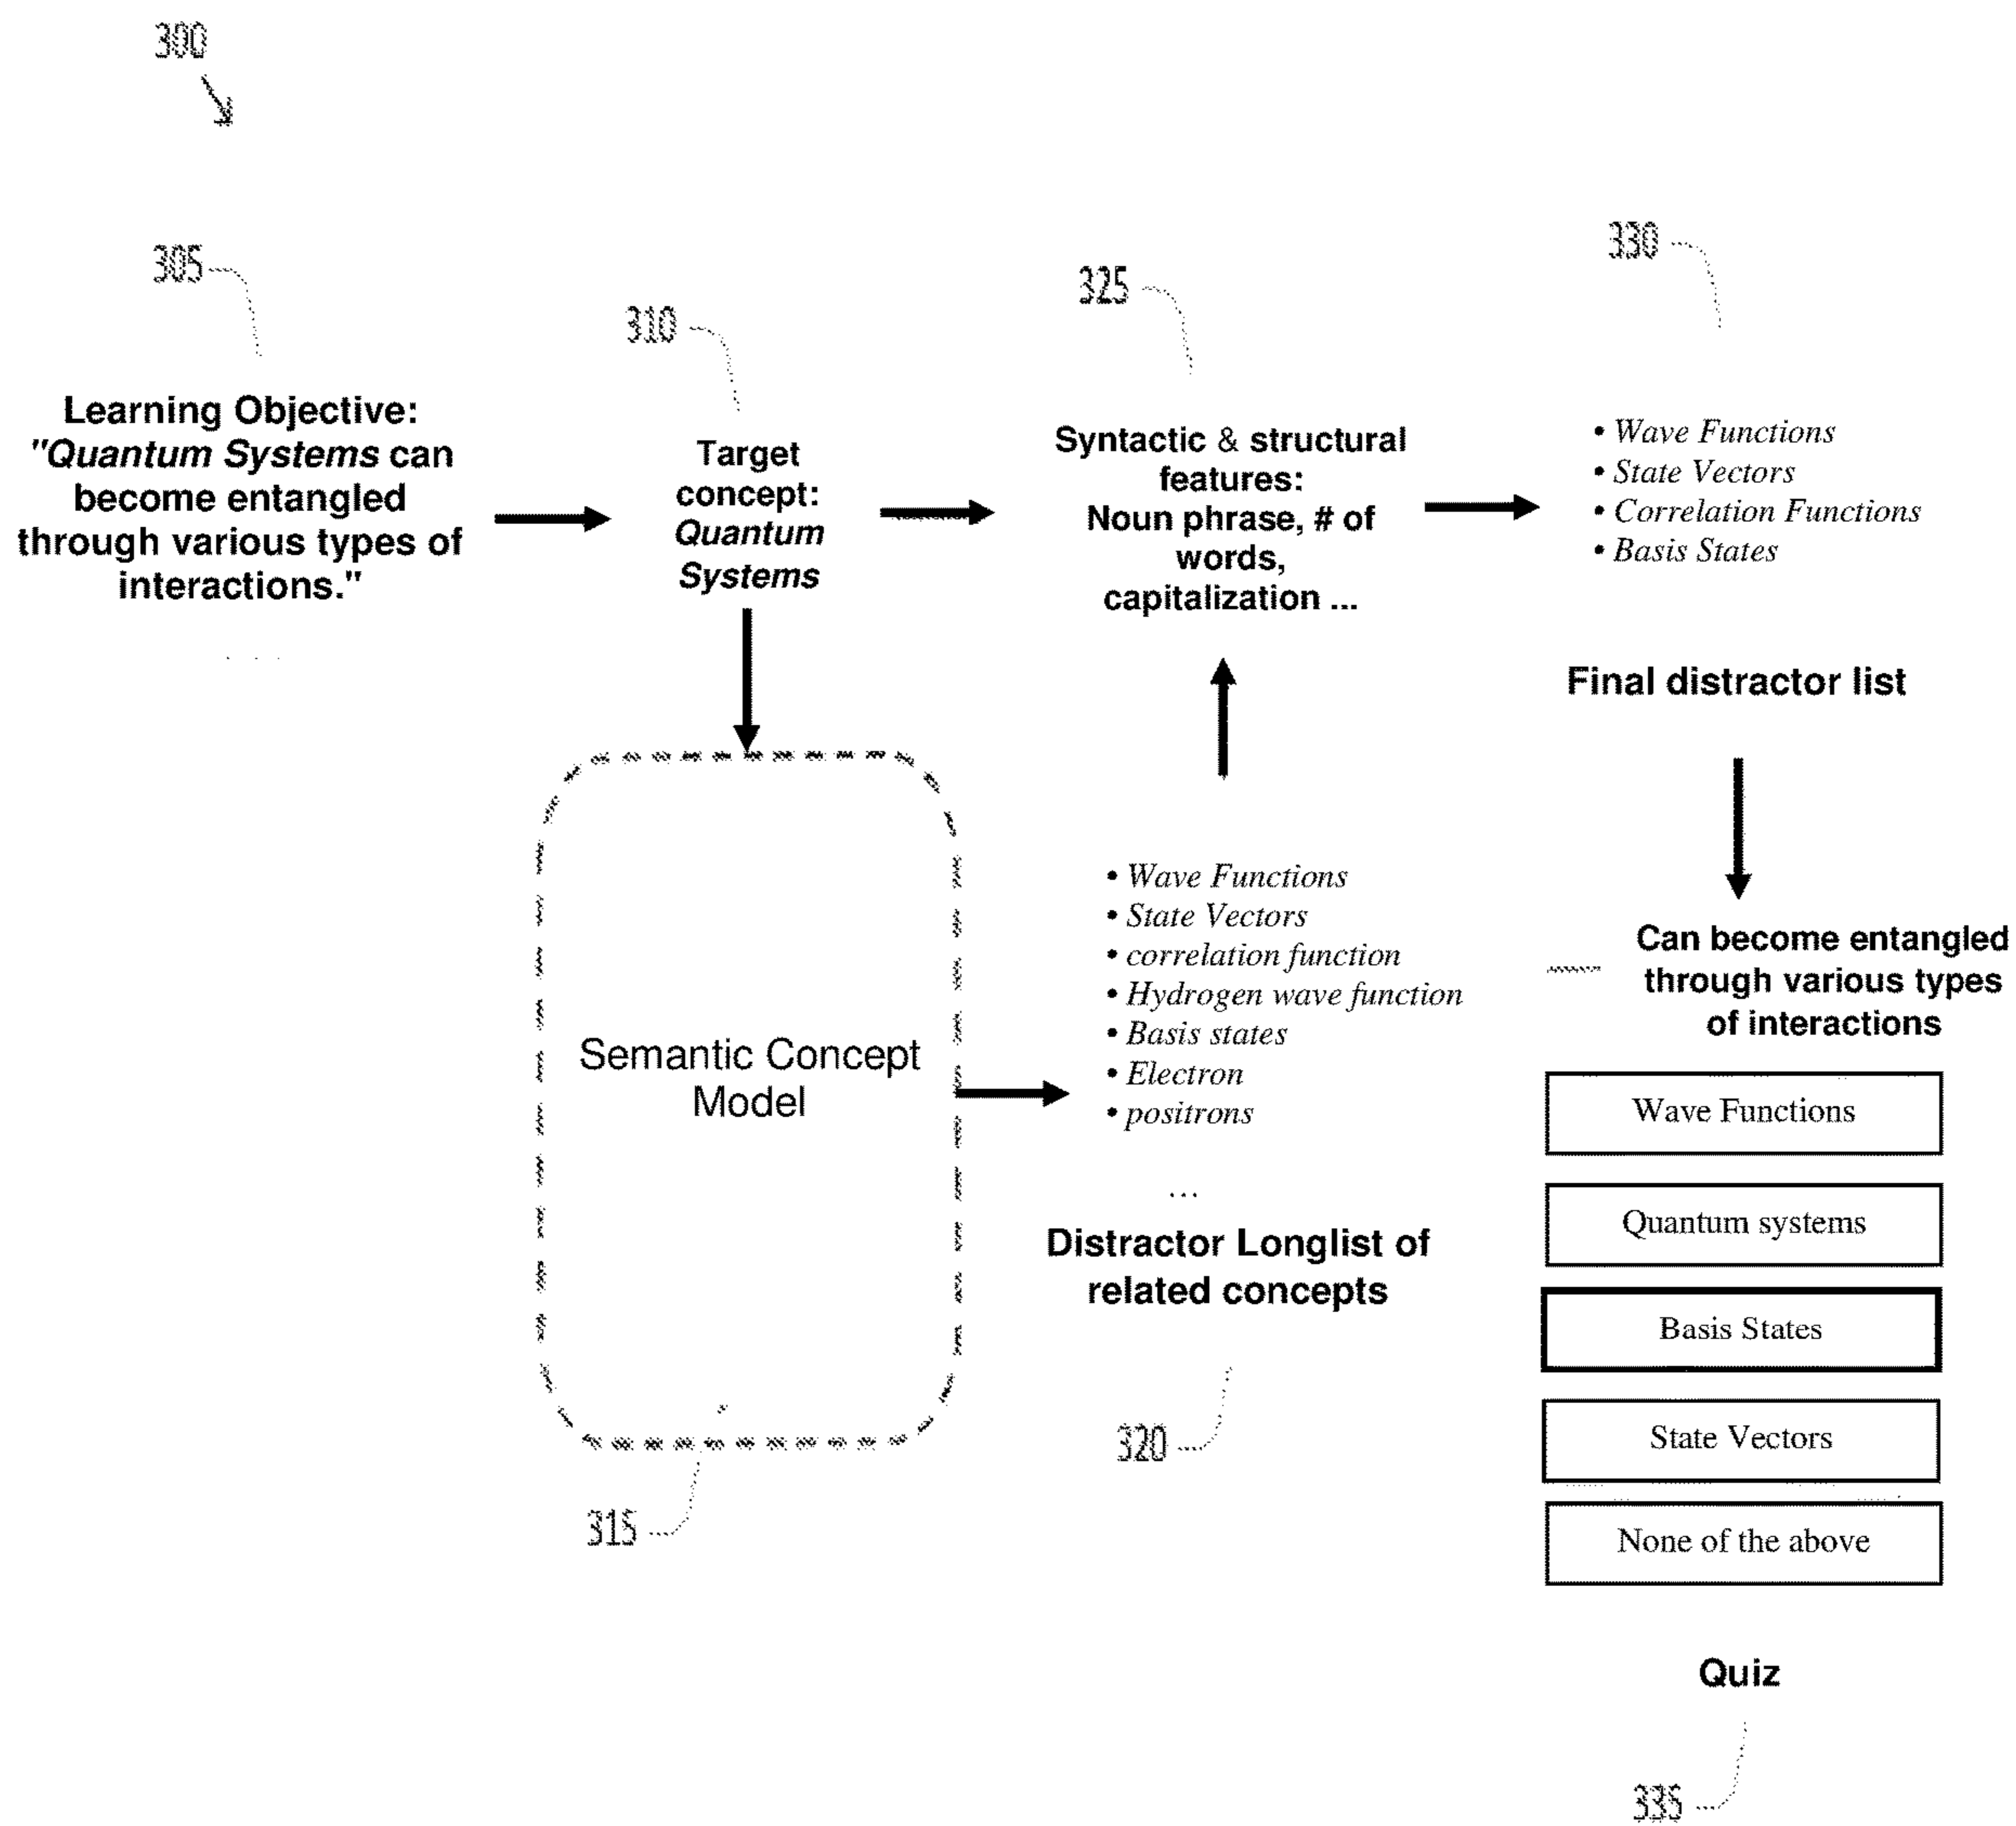 300
305
Learning Objective:
"Quantum Systems can
become entangled
through various types of
interactions."
310
Target
concept:
Quantum
Systems
325
Syntactic & structural
features:
Noun phrase, # of
words,
capitalization ...
330
• Wave Functions
• State Vectors
• Correlation Functions
• Basis States
Final distractor list
Semantic Concept
Model
315
• Wave Functions
• State Vectors
• correlation function
• Hydrogen wave function
• Basis states
• Electron
• positrons
...
Distractor Longlist of
related concepts
320
Can become entangled
through various types
of interactions
Wave Functions
Quantum systems
Basis States
State Vectors
None of the above
Quiz
335